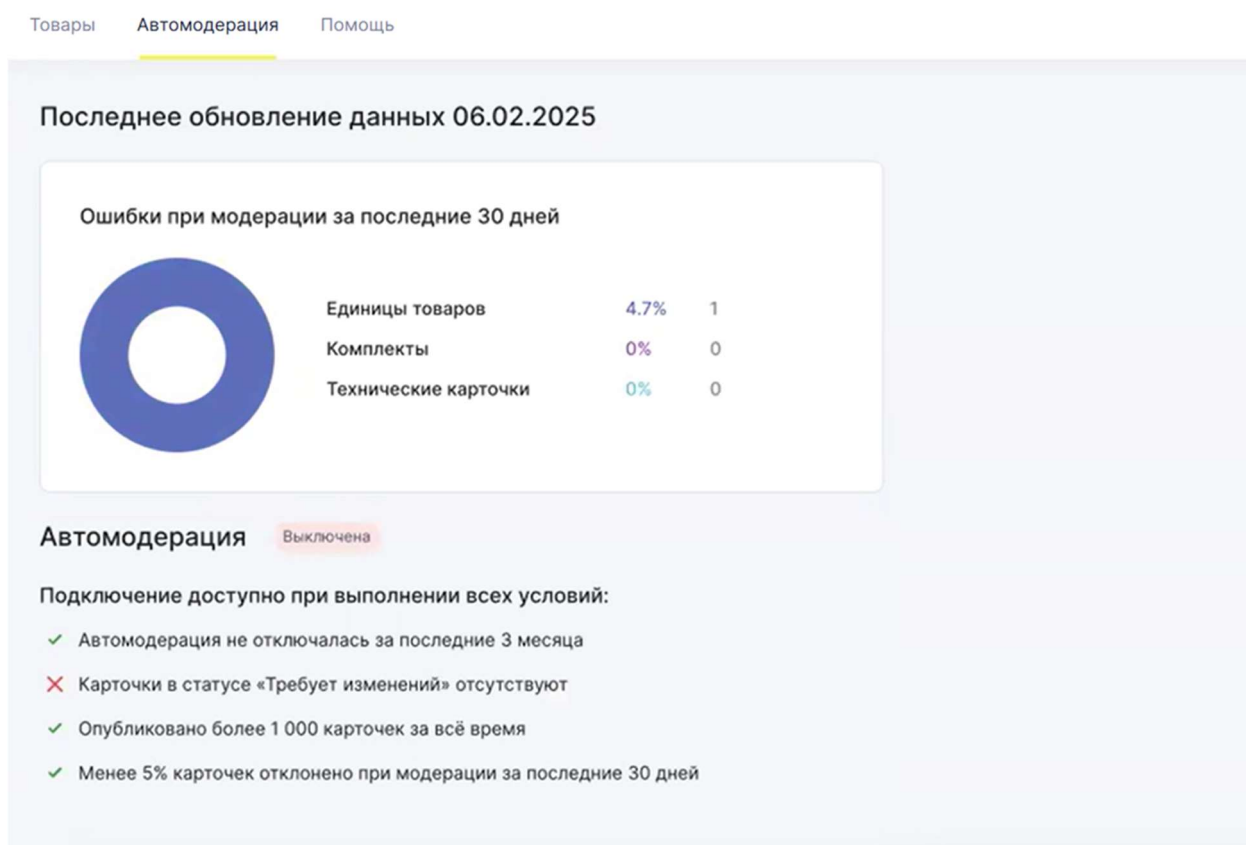 Товары Автомодерация Помощь
Последнее обновление данных 06.02.2025
Ошибки при модерации за последние 30 дней
Единицы товаров 4.7% 1
Комплекты 0% 0
Технические карточки 0% 0
Автомодерация Выключена
Подключение доступно при выполнении всех условий:
Автомодерация не отключалась за последние 3 месяца
Карточки в статусе «Требует изменений» отсутствуют
Опубликовано более 1 000 карточек за всё время
Менее 5% карточек отклонено при модерации за последние 30 дней